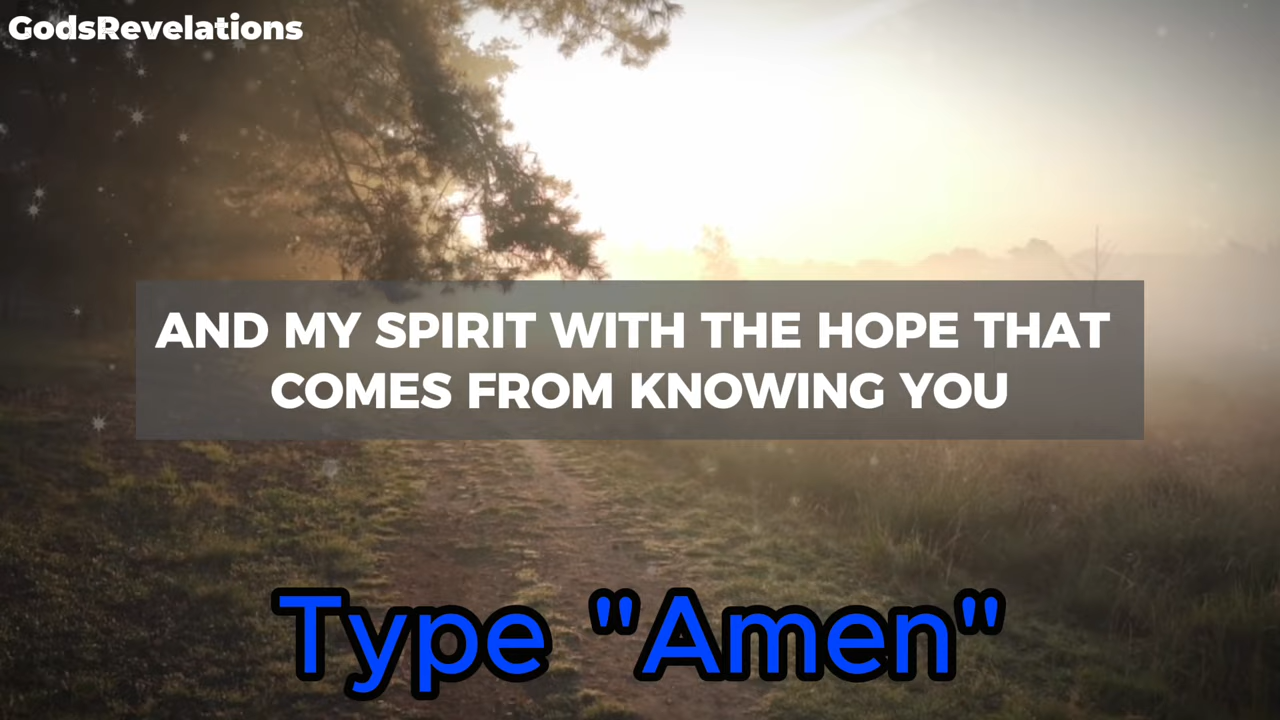 GodsRevelations
AND MY SPIRIT WITH THE HOPE THAT
COMES FROM KNOWING YOU
Type "Amen"